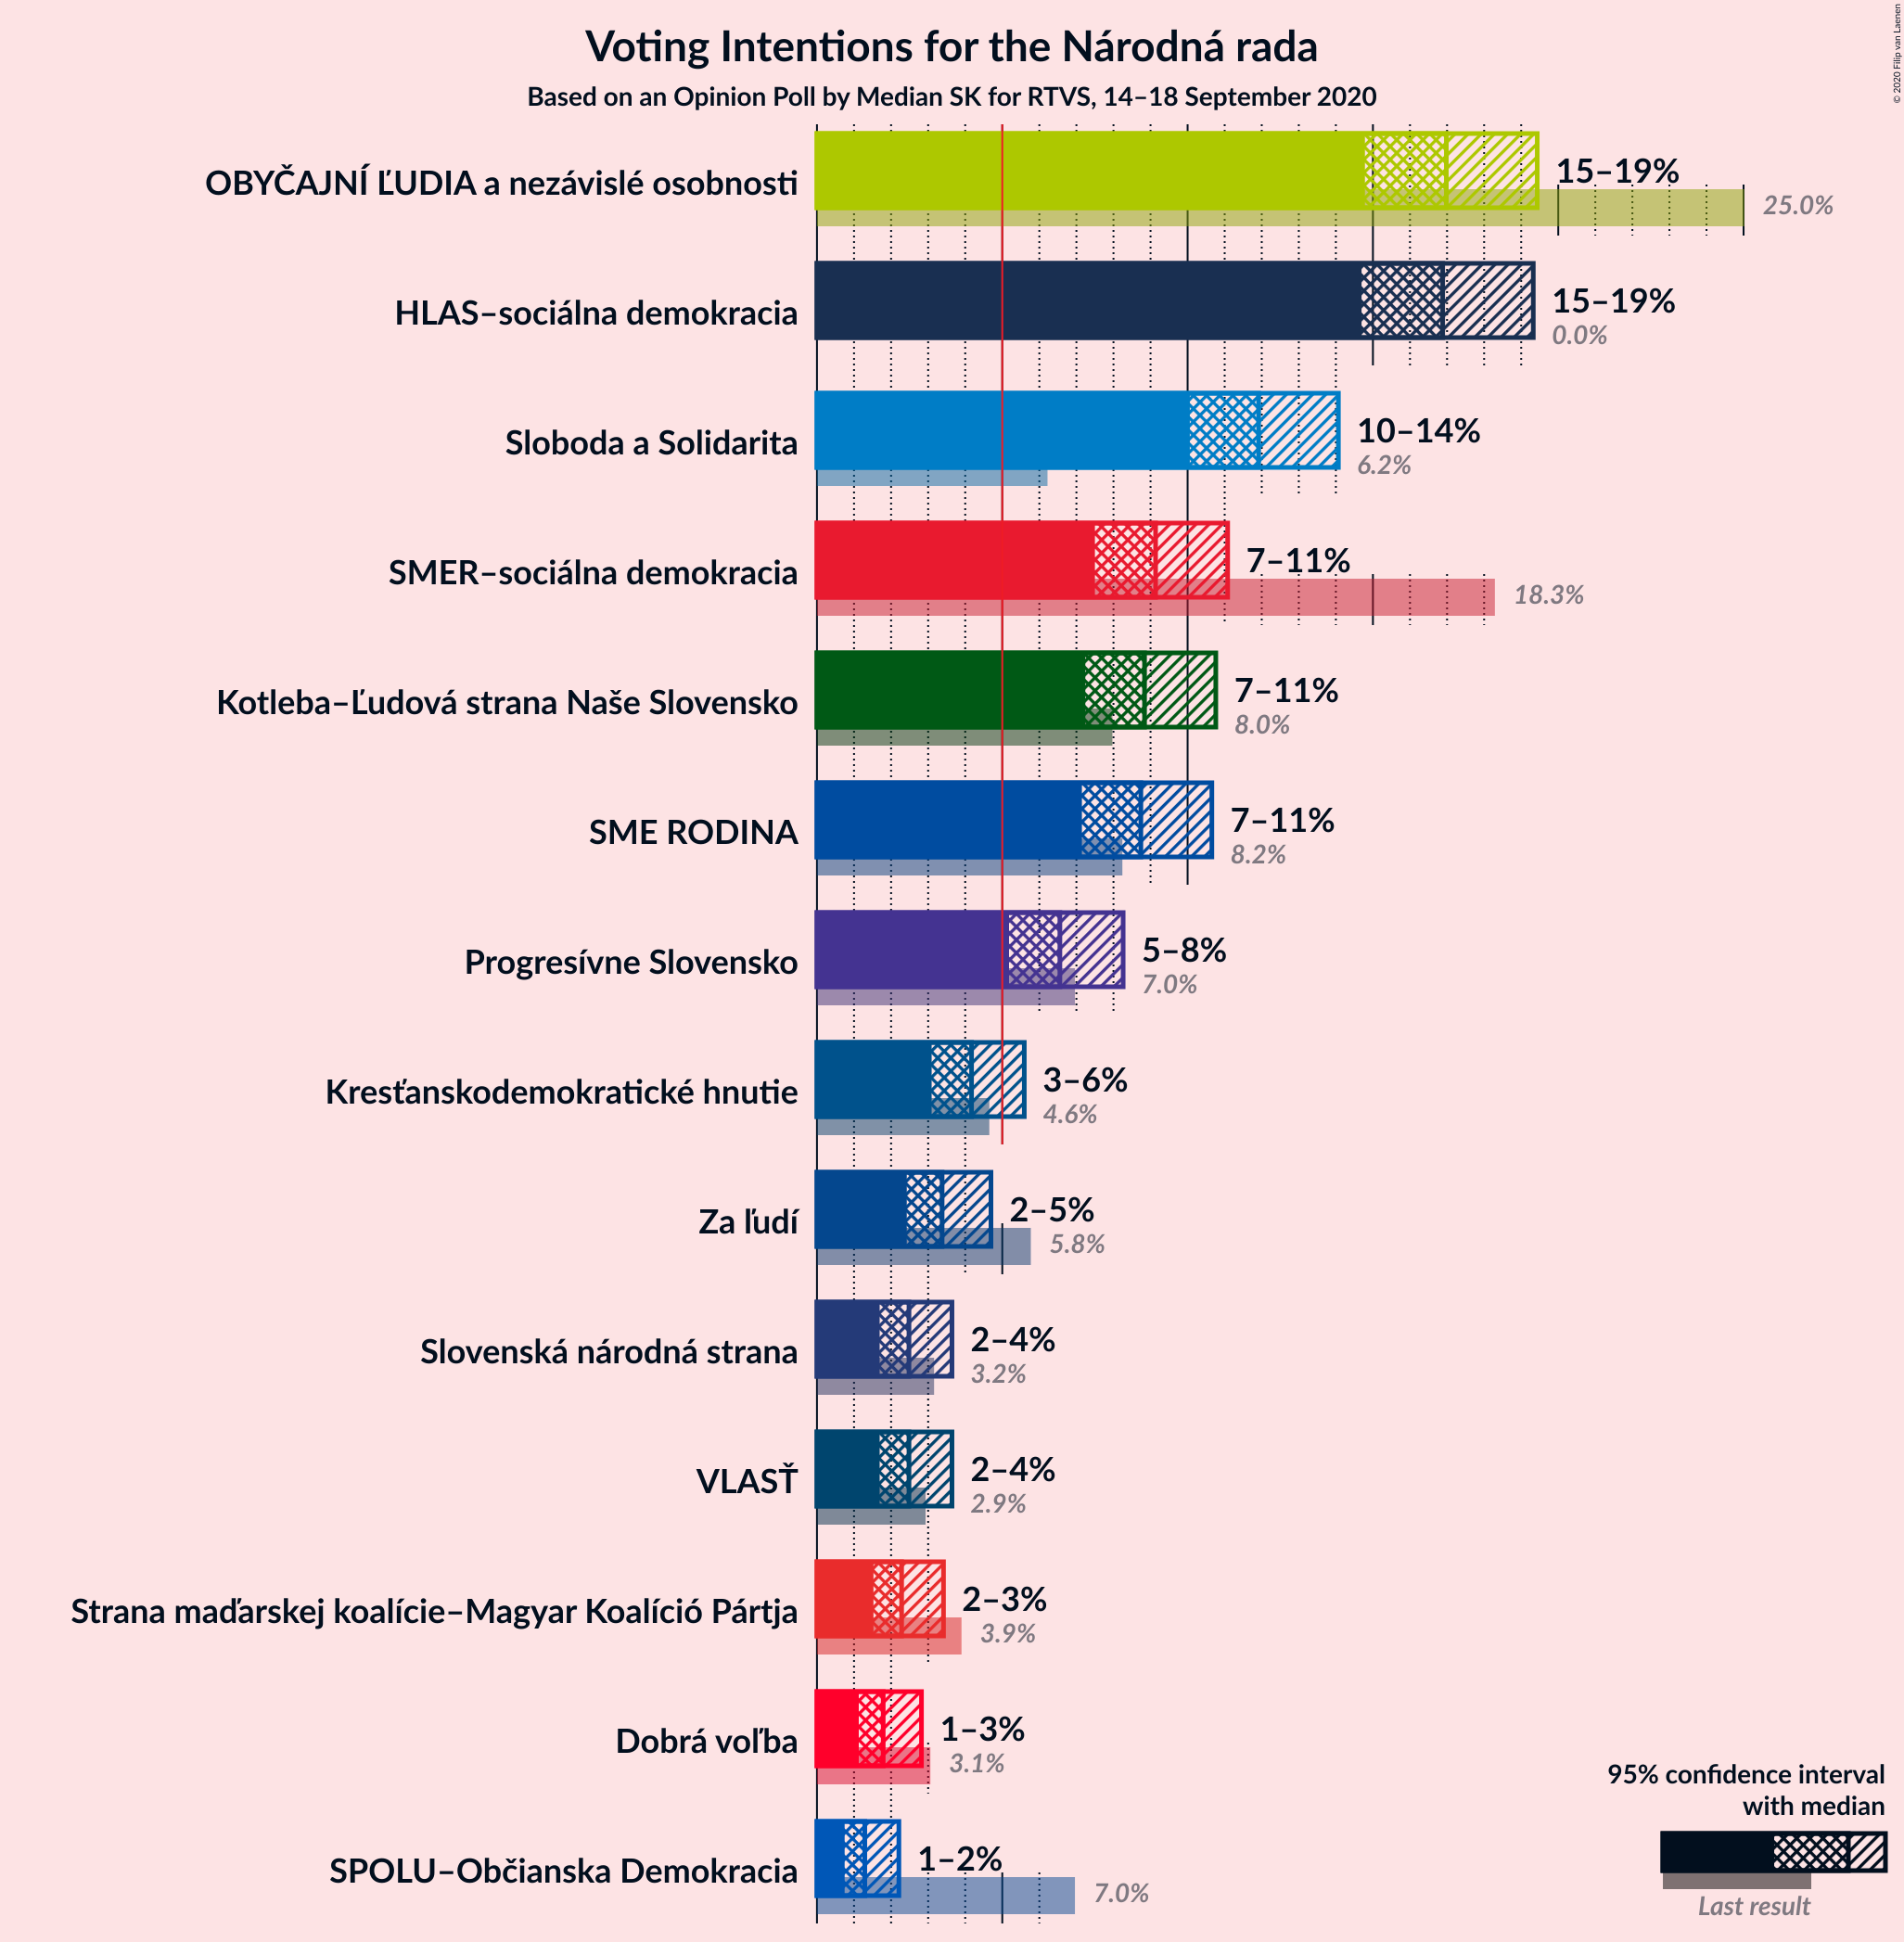 Voting Intentions for the Národná rada
Based on an Opinion Poll by Median SK for RTVS, 14–18 September 2020
© 2020 Filip van Laenen
OBYČAJNÍ ĽUDIA a nezávislé osobnosti
15–19%
25.0%
HLAS–sociálna demokracia
15–19%
0.0%
Sloboda a Solidarita
10–14%
6.2%
SMER–sociálna demokracia
7–11%
18.3%
Kotleba–Ľudová strana Naše Slovensko
7–11%
8.0%
SME RODINA
7–11%
8.2%
Progresívne Slovensko
5–8%
7.0%
Kresťanskodemokratické hnutie
3–6%
4.6%
Za ľudí
2–5%
5.8%
Slovenská národná strana
2–4%
3.2%
VLASŤ
2–4%
2.9%
Strana maďarskej koalície–Magyar Koalíció Pártja
2–3%
3.9%
Dobrá voľba
1–3%
3.1%
SPOLU–Občianska Demokracia
1–2%
7.0%
95% confidence interval
with median
Last result